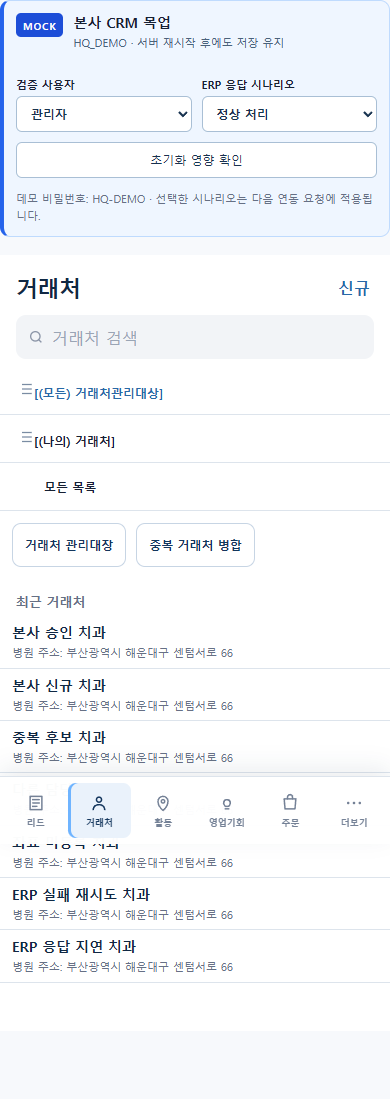 MOCK
본사 CRM 목업
HQ_DEMO · 서버 재시작 후에도 저장 유지
검증 사용자
ERP 응답 시나리오
관리자
정상 처리
초기화 영향 확인
데모 비밀번호: HQ-DEMO · 선택한 시나리오는 다음 연동 요청에 적용됩
니다.
거래처
신규
거래처 검색
[(모든) 거래처관리대상]
[(나의) 거래처]
모든 목록
거래처 관리대장
중복 거래처 병합
최근 거래처
본사 승인 치과
병원 주소: 부산광역시 해운대구 센텀서로 66
본사 신규 치과
병원 주소: 부산광역시 해운대구 센텀서로 66
중복 후보 치과
병원 주소: 부산광역시 해운대구 센텀서로 66
리드
거래처
활동
영업기회
주문
더보기
병원 주소: 부산광역시 해운대구 센텀서로 66
ERP 실패 재시도 치과
병원 주소: 부산광역시 해운대구 센텀서로 66
ERP 응답 지연 치과
병원 주소: 부산광역시 해운대구 센텀서로 66